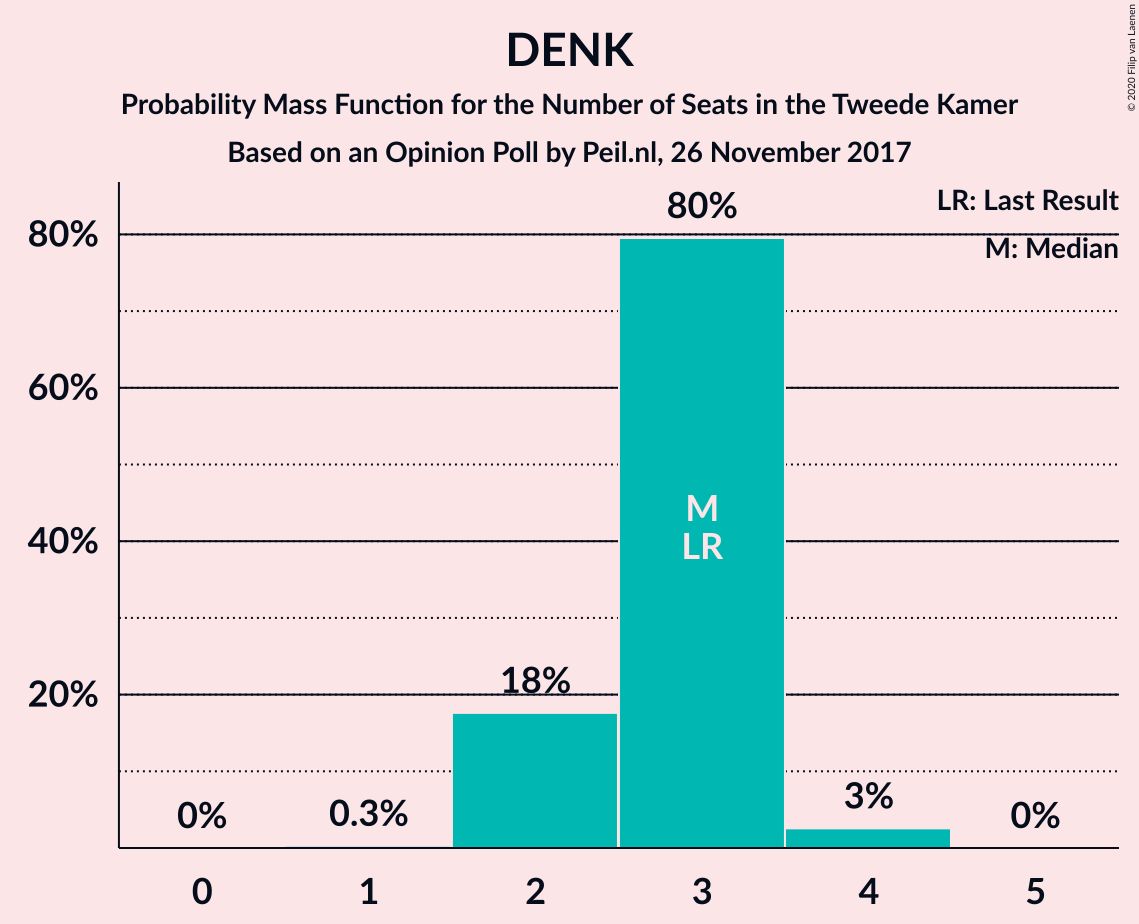 DENK
Probability Mass Function for the Number of Seats in the Tweede Kamer
Based on an Opinion Poll by Peil.nl, 26 November 2017
© 2020 Filip van Laenen
LR: Last Result
M: Median
80%
60%
40%
20%
0%
0.3%
18%
80%
3%
0%
M
LR
0 1 2 3 4 5